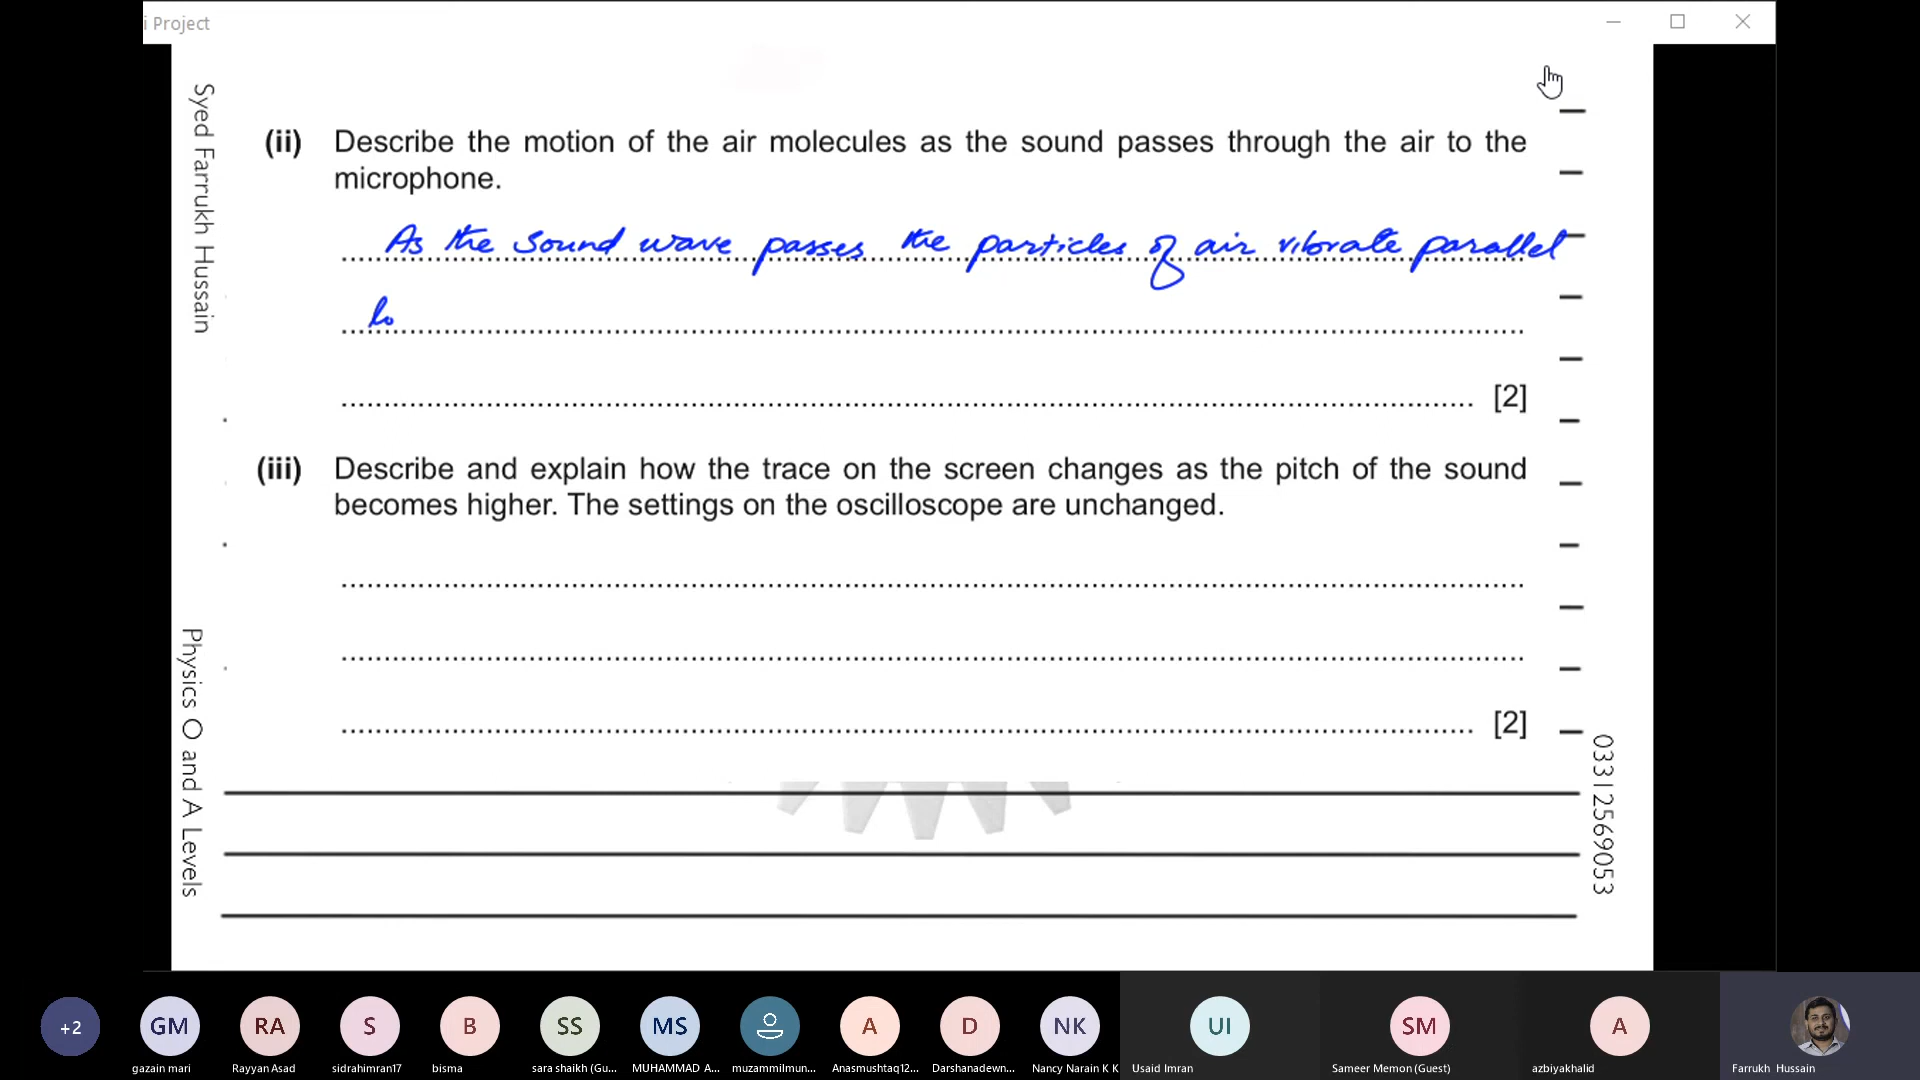 i Project
Syed Farrukh Hussain
(ii) Describe the motion of the air molecules as the sound passes through the air to the
microphone.
As the sound wave passes the particles of air vibrate parallel
to
[2]
(iii) Describe and explain how the trace on the screen changes as the pitch of the sound
becomes higher. The settings on the oscilloscope are unchanged.
[2]
Physics O and A Levels
03312569053
+2 GM RA S B SS MS A D NK UI SM A
gazain mari Rayyan Asad sidrahimran17 bisma sara shaikh (Gu... MUHAMMAD A... muzammilmun... Anasmushtaq12... Darshanadewn... Nancy Narain K K Usaid Imran Sameer Memon (Guest) azbiyakhalid Farrukh Hussain